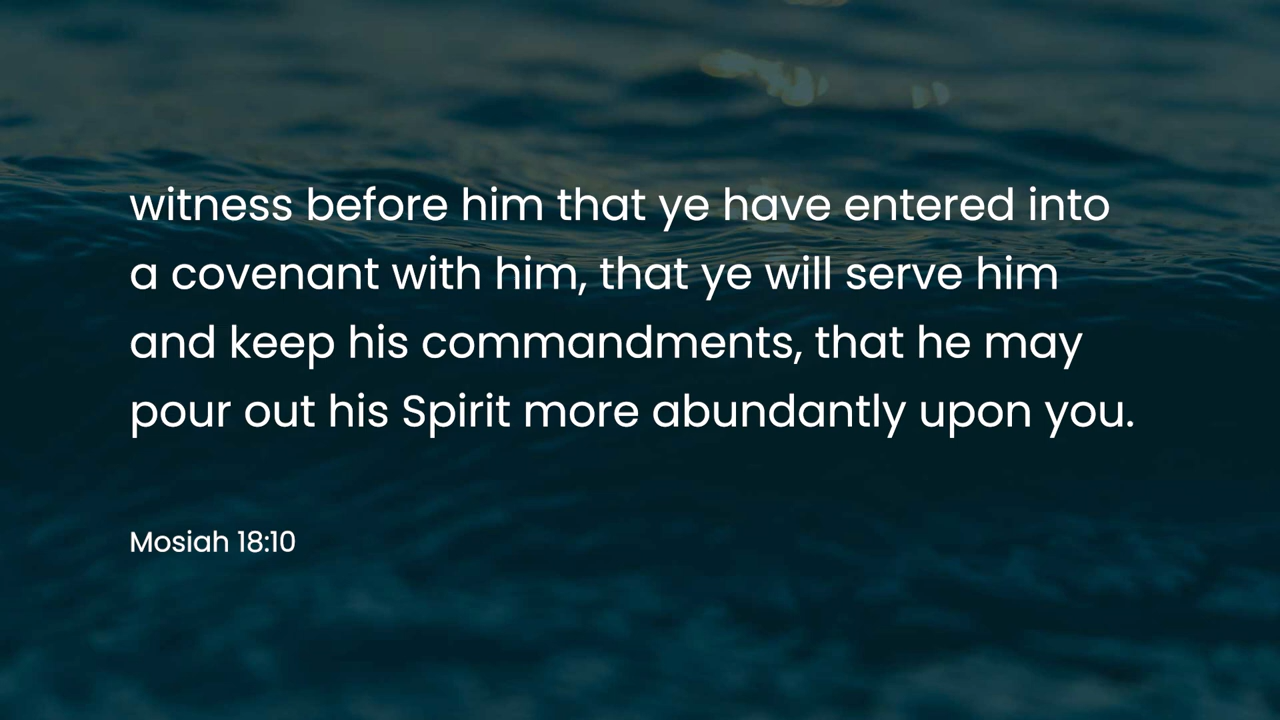 witness before him that ye have entered into
a covenant with him, that ye will serve him
and keep his commandments, that he may
pour out his Spirit more abundantly upon you.
Mosiah 18:10